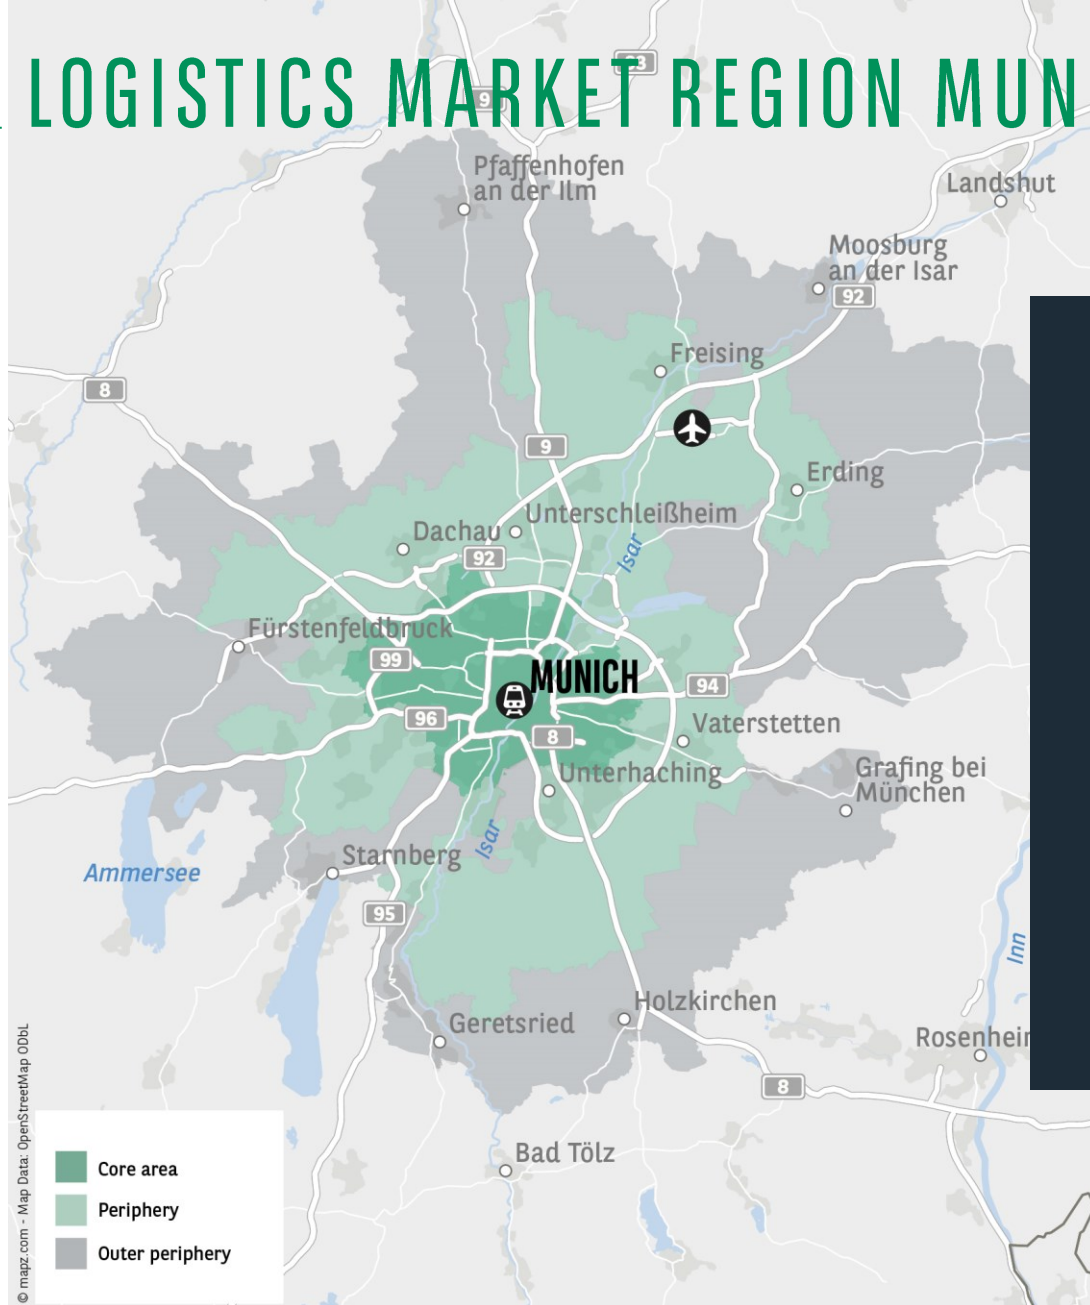 LOGISTICS MARKET REGION MUN
93
9
Pfaffenhofen
an der Ilm
Landshut
Moosburg
an der Isar
92
Freising
8
9
Erding
Unterschleißheim
Dachau
92
Isar
Fürstenfeldbruck
99
MUNICH
94
96
8
Vaterstetten
Unterhaching
Grafing bei
München
Isar
Starnberg
Ammersee
95
Inn
Holzkirchen
Geretsried
Rosenheim
8
Bad Tölz
Core area
Periphery
Outer periphery
© mapz.com - Map Data: OpenStreetMap ODbL